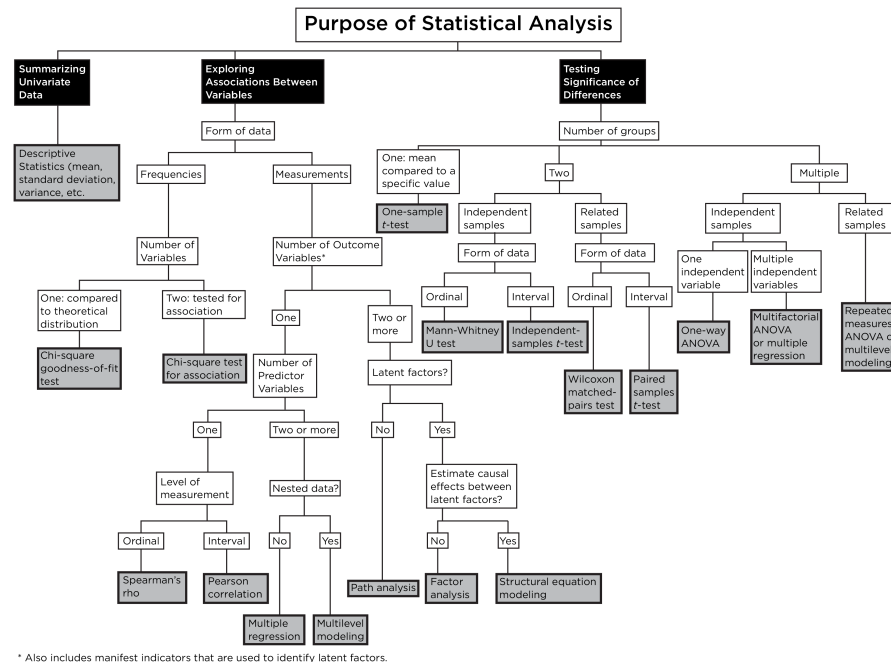 Purpose of Statistical Analysis
Summarizing
Univariate
Data
Exploring
Associations Between
Variables
Testing
Significance of
Differences
Form of data
Number of groups
Descriptive
Statistics (mean,
standard deviation,
variance, etc.
Frequencies
Measurements
One: mean
compared to a
specific value
Two
Multiple
One-sample
t-test
Independent
samples
Related
samples
Independent
samples
Related
samples
Number of
Variables
Number of Outcome
Variables*
Form of data
Form of data
One
independent
variable
Multiple
independent
variables
One: compared
to theoretical
distribution
Two: tested for
association
One
Two or
more
Ordinal
Interval
Ordinal
Interval
Mann-Whitney
U test
Independent-
samples t-test
One-way
ANOVA
Multifactorial
ANOVA
or multiple
regression
Repeated
measures
ANOVA o
multilevel
modeling
Chi-square
goodness-of-fit
test
Chi-square test
for association
Number of
Predictor
Variables
Latent factors?
Wilcoxon
matched-
pairs test
Paired
samples
t-test
One
Two or more
No
Yes
Level of
measurement
Nested data?
Estimate causal
effects between
latent factors?
Ordinal
Interval
No
Yes
No
Yes
Spearman's
rho
Pearson
correlation
Path analysis
Factor
analysis
Structural equation
modeling
Multiple
regression
Multilevel
modeling
* Also includes manifest indicators that are used to identify latent factors.